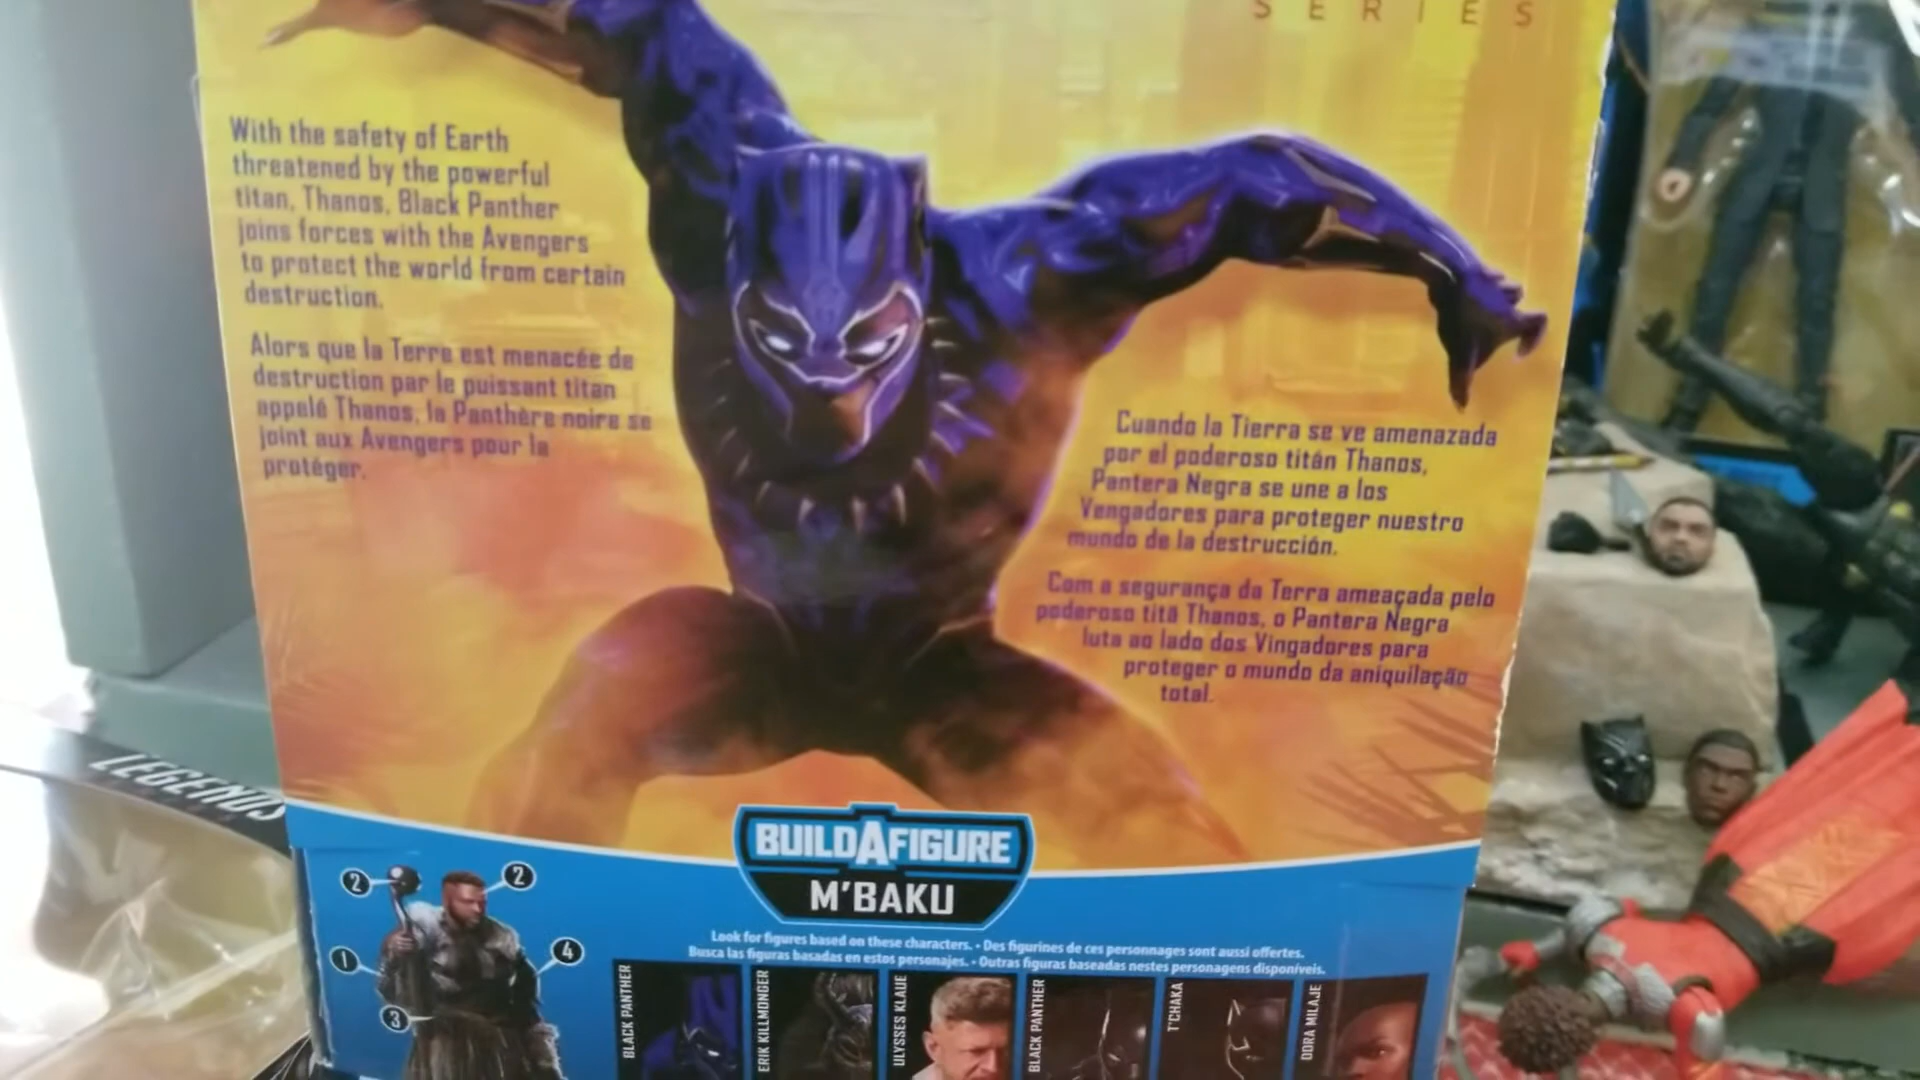 SERIES
With the safety of Earth
threatened by the powerful
titan, Thanos, Black Panther
joins forces with the Avengers
to protect the world from certain
destruction.
Alors que la Terre est menacée de
destruction par le puissant titan
appelé Thanos, la Panthère noire se
joint aux Avengers pour la
protéger.
Cuando la Tierra se ve amenazada
por el poderoso titán Thanos,
Pantera Negra se une a los
Vengadores para proteger nuestro
mundo de la destrucción.
Com a segurança da Terra ameaçada pelo
poderoso titã Thanos, o Pantera Negra
luta ao lado dos Vingadores para
proteger o mundo da aniquilação
total.
LEGENDS
BUILDAFIGURE
M'BAKU
2
2
1
4
3
Look for figures based on these characters. • Des figurines de ces personnages sont aussi offertes.
Busca las figuras basadas en estos personajes. • Outras figuras baseadas nestes personagens disponíveis.
BLACK PANTHER
ERIK KILLMONGER
ULYSSES KLAUE
BLACK PANTHER
T'CHAKA
DORA MILAJE